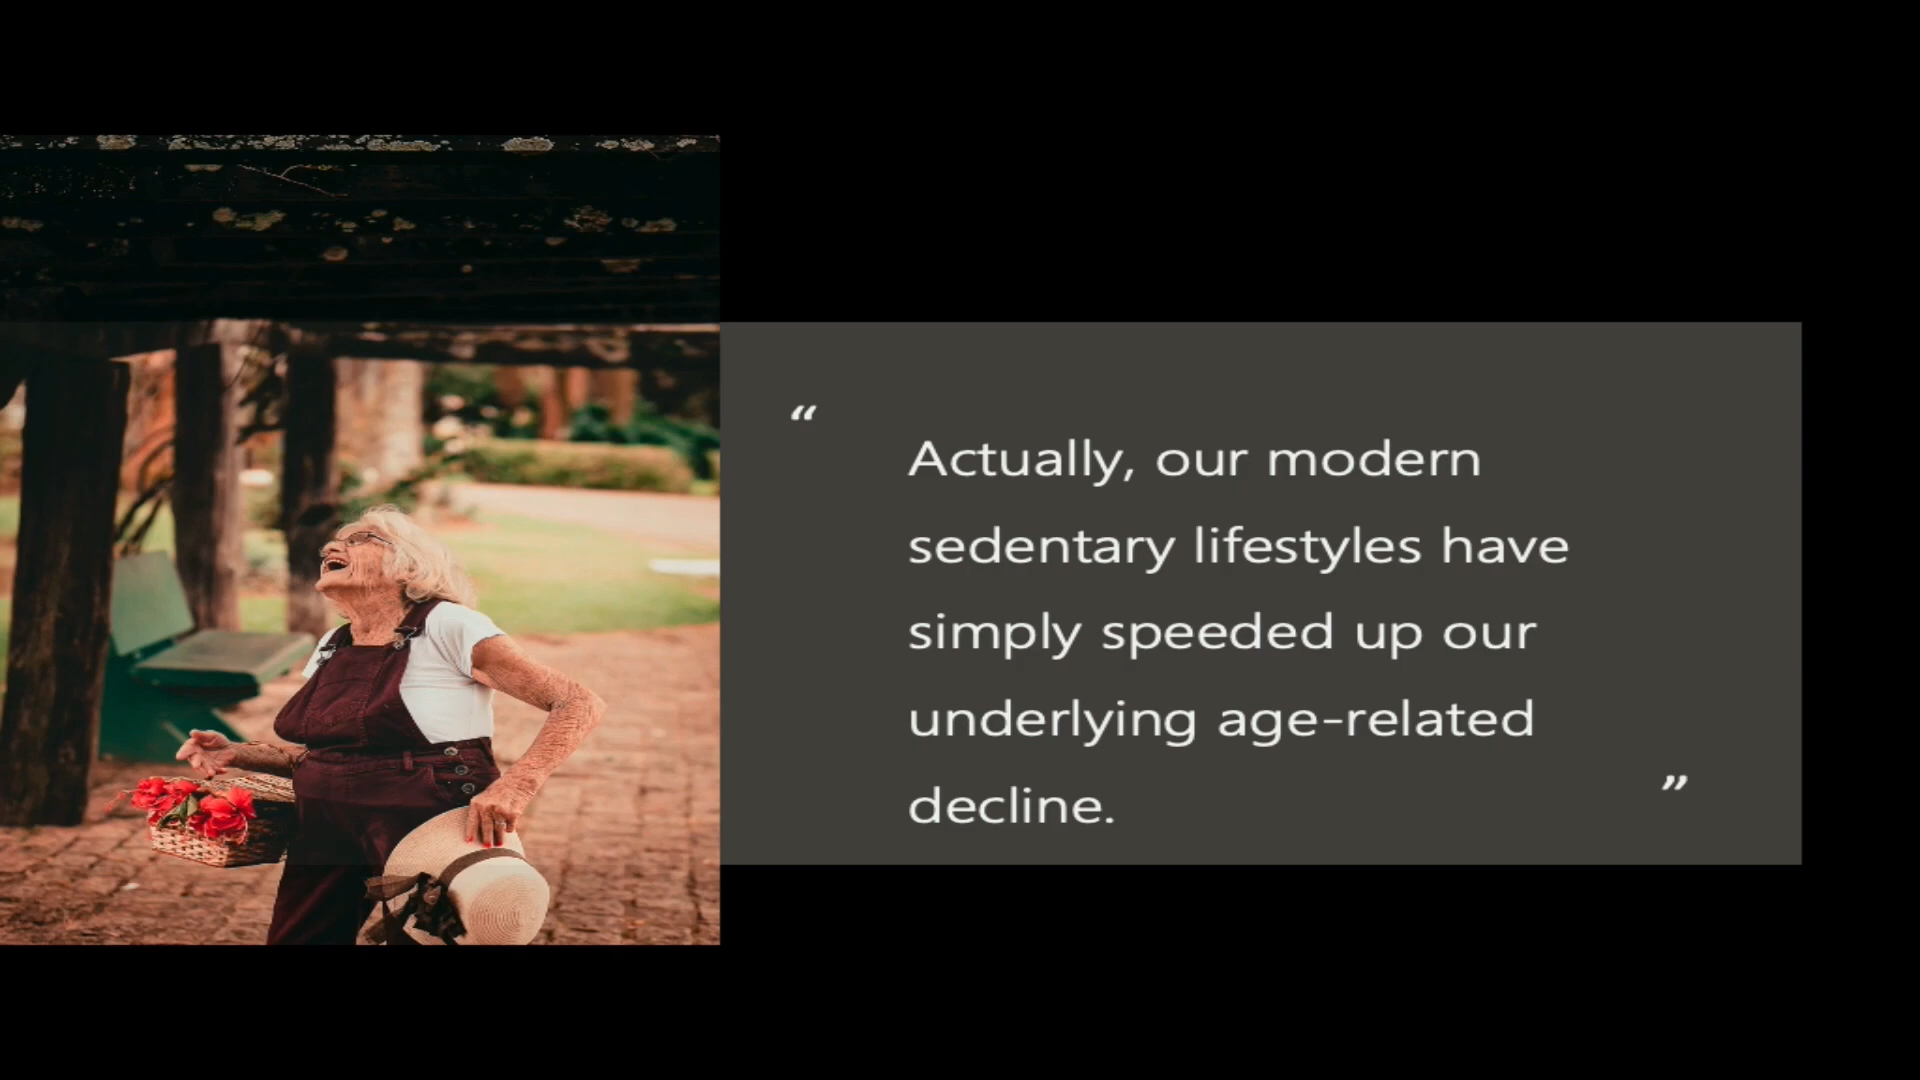 “
Actually, our modern
sedentary lifestyles have
simply speeded up our
underlying age-related
decline.
”